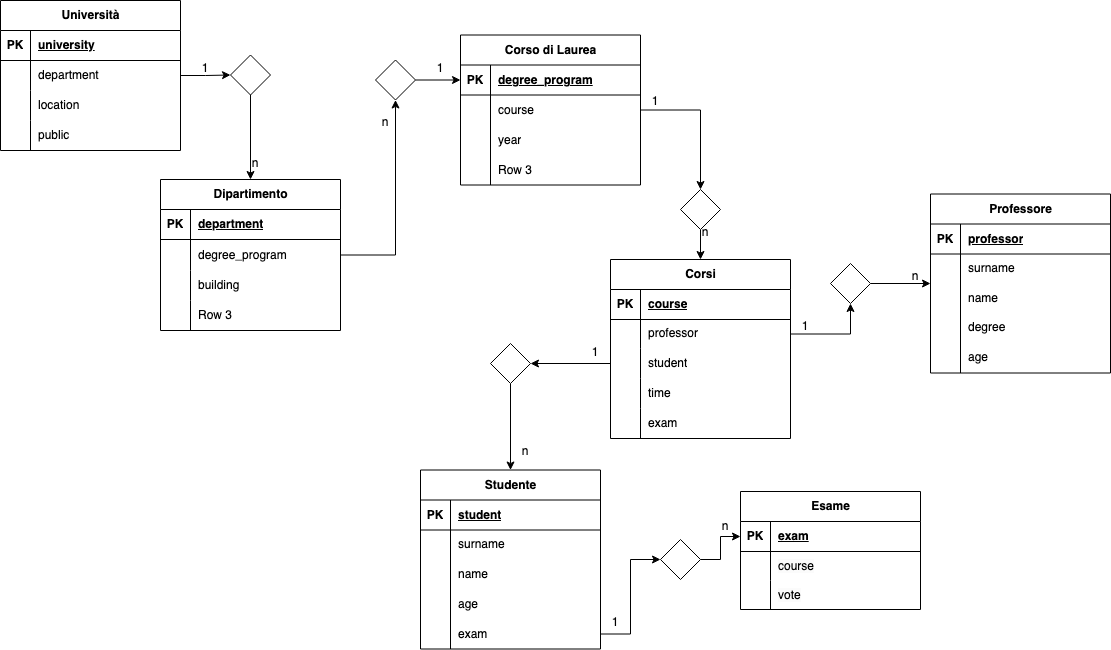 Università
PK university
department
location
public
1
n
Dipartimento
PK department
degree_program
building
Row 3
n
1
Corso di Laurea
PK degree_program
course
year
Row 3
1
n
Corsi
PK course
professor
student
time
exam
1
n
Professore
PK professor
surname
name
degree
age
1
n
Studente
PK student
surname
name
age
exam
1
n
Esame
PK exam
course
vote